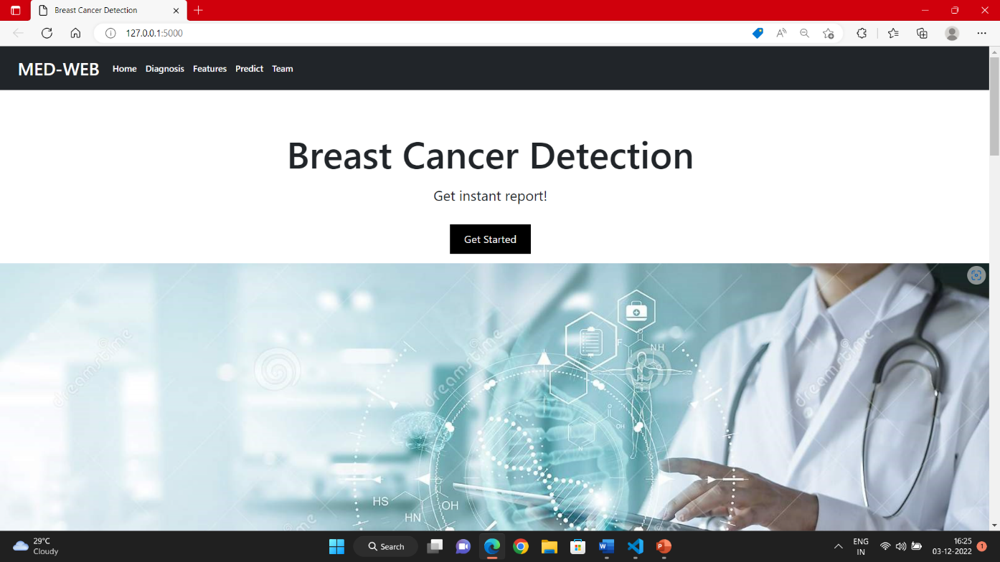 Breast Cancer Detection
127.0.0.1:5000
MED-WEB Home Diagnosis Features Predict Team
Breast Cancer Detection
Get instant report!
Get Started
F
NH
N
OH
N
dreamstime dreamstime dreamstime
HS
OH
HN
29°C
Cloudy
Search
ENG
IN
16:25
03-12-2022
1